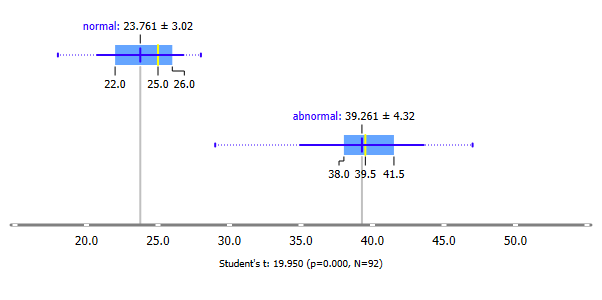 normal: 23.761 ± 3.02
22.0 25.0 26.0
abnormal: 39.261 ± 4.32
38.0 39.5 41.5
20.0 25.0 30.0 35.0 40.0 45.0 50.0
Student's t: 19.950 (p=0.000, N=92)